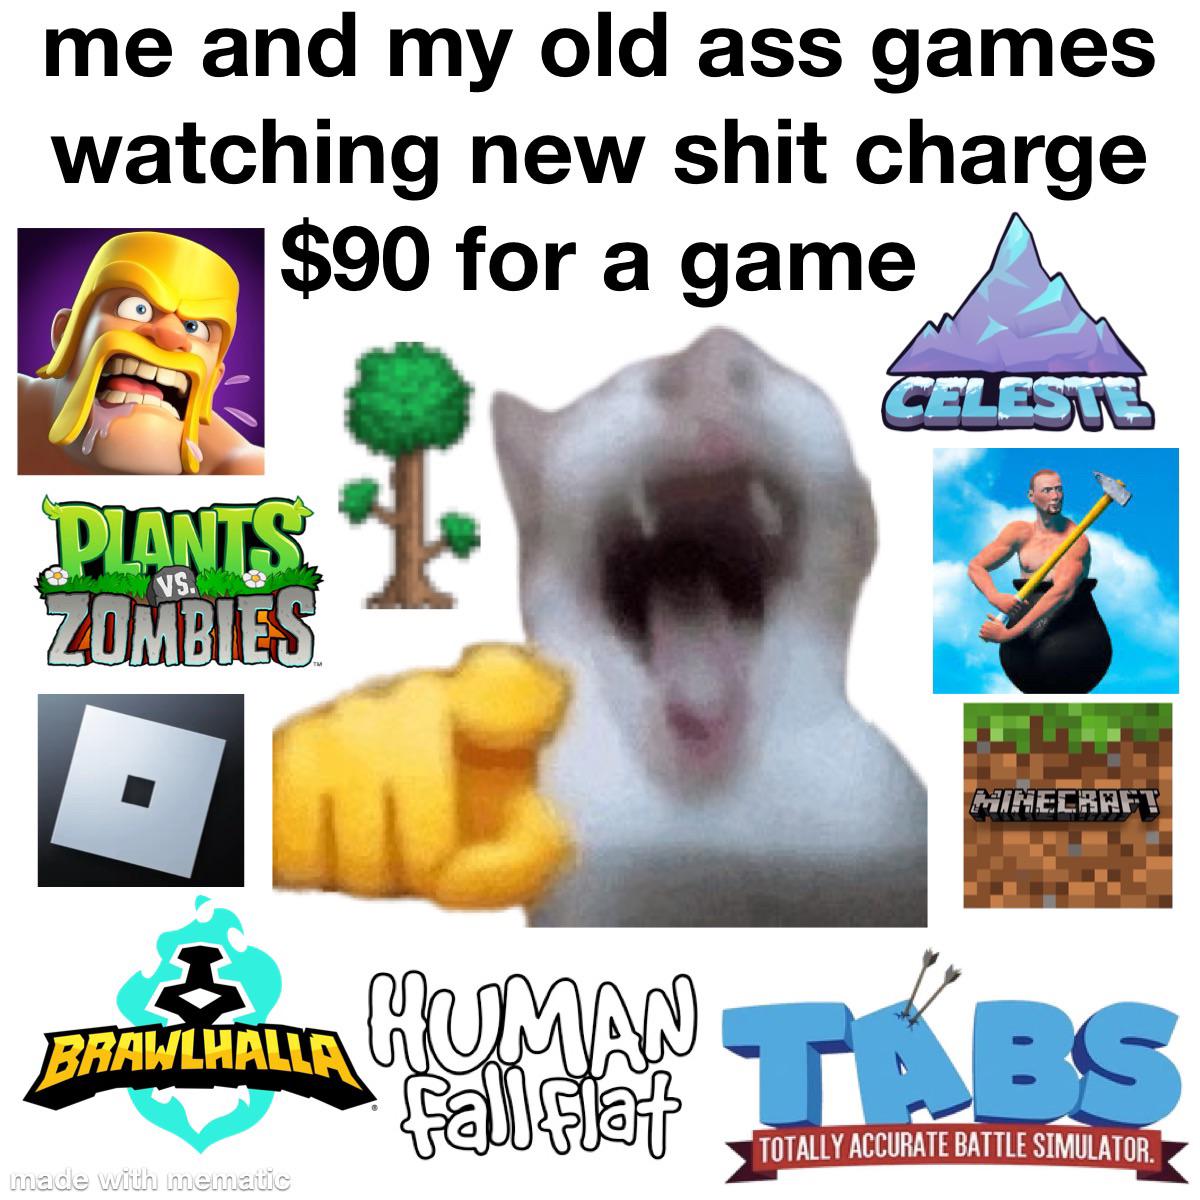 me and my old ass games
watching new shit charge
$90 for a game
CELESTE
PLANTS
VS.
ZOMBIES
TM
MINECRAFT
BRAWLHALLA
HUMAN
fall flat
TABS
TOTALLY ACCURATE BATTLE SIMULATOR.
made with mematic